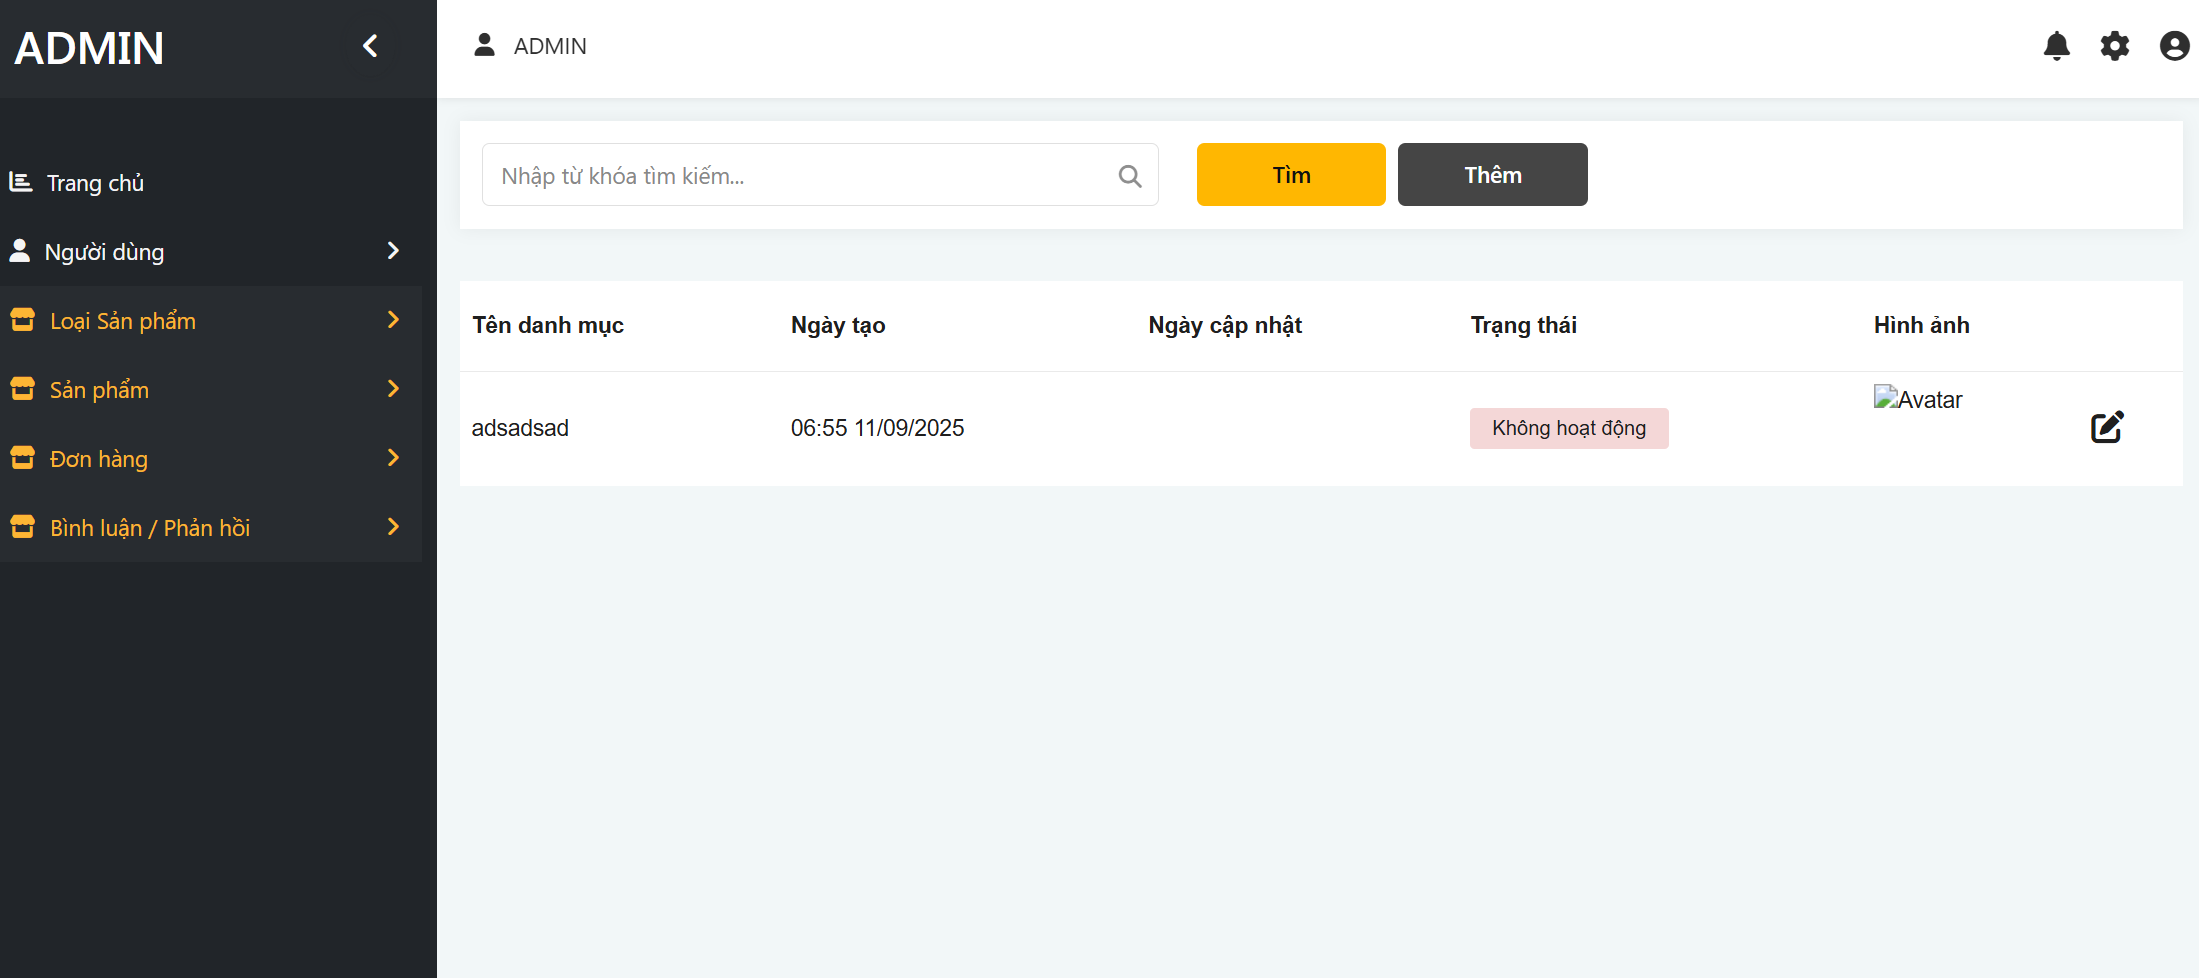 ADMIN
ADMIN
Trang chủ
Người dùng
Loại Sản phẩm
Sản phẩm
Đơn hàng
Bình luận / Phản hồi
Nhập từ khóa tìm kiếm...
Tìm
Thêm
Tên danh mục Ngày tạo Ngày cập nhật Trạng thái Hình ảnh
adsadsad 06:55 11/09/2025 Không hoạt động Avatar